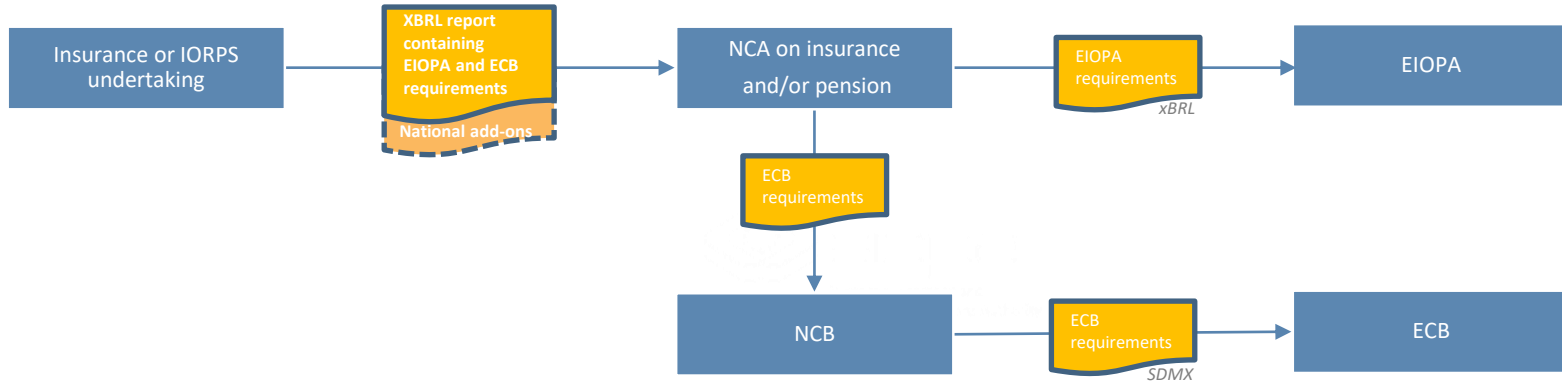 Insurance or IORPS
undertaking
XBRL report
containing
EIOPA and ECB
requirements
National add-ons
NCA on insurance
and/or pension
EIOPA
requirements
xBRL
EIOPA
ECB
requirements
NCB
ECB
requirements
SDMX
ECB